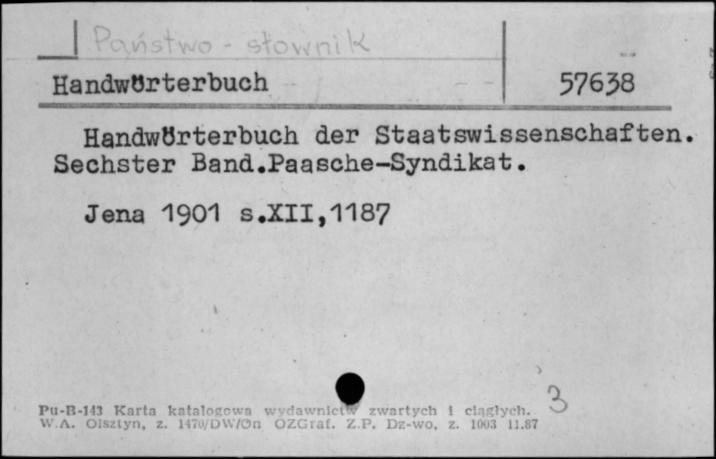 Państwo - słownik
Handwörterbuch 57638
Handwörterbuch der Staatswissenschaften.
Sechster Band.Paasche-Syndikat.
Jena 1901 s.XII,1187
3
Pu-B-143 Karta katalogowa wydawnictw zwartych i ciągłych.
W.A. Olsztyn, z. 1470/DW/On OZGraf. Z.P. Dz-wo, z. 1003 11.87